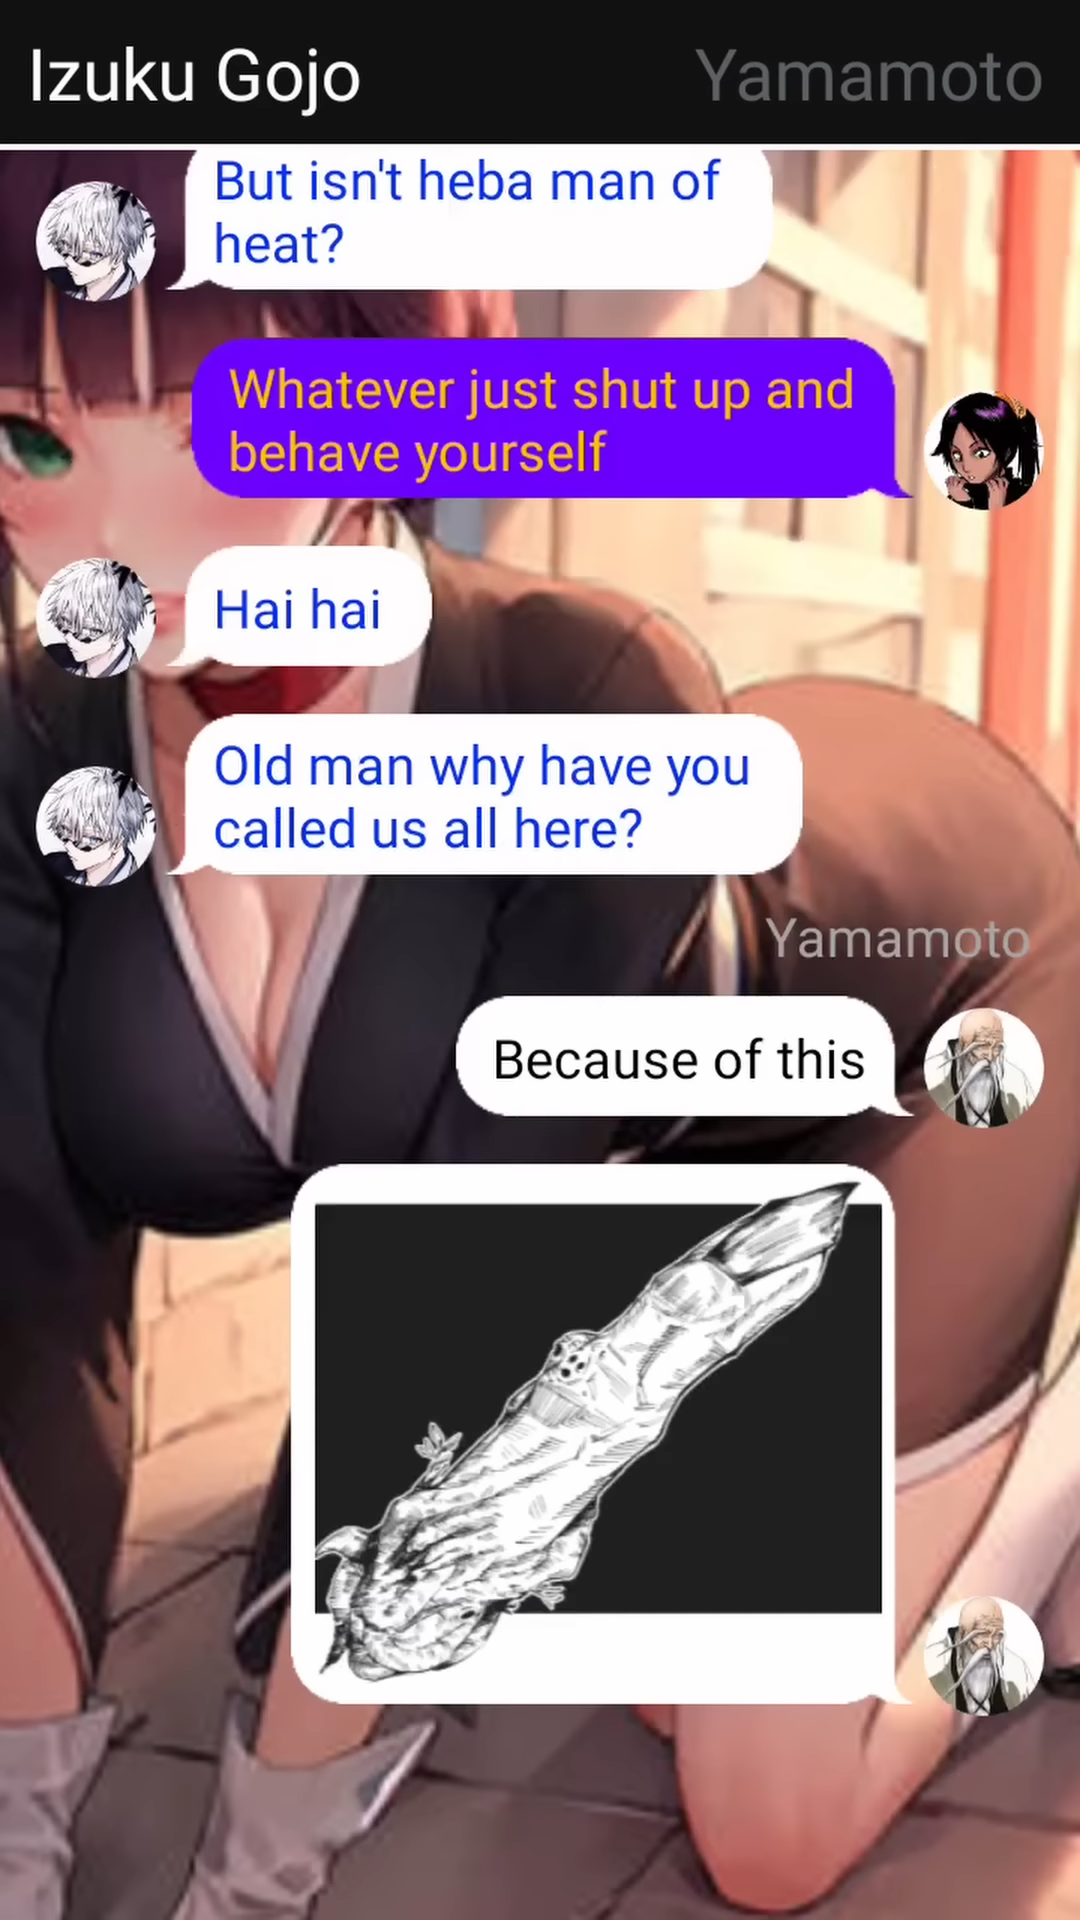 Izuku Gojo
Yamamoto
But isn't heba man of
heat?
Whatever just shut up and
behave yourself
Hai hai
Old man why have you
called us all here?
Yamamoto
Because of this